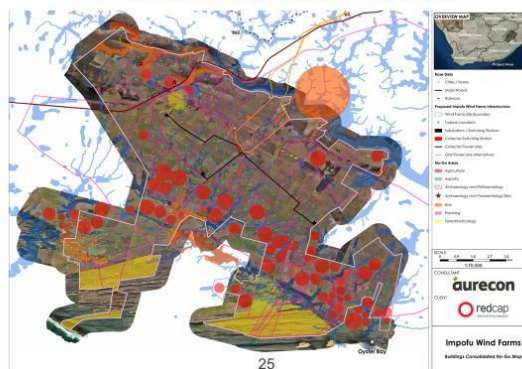 OVERVIEW MAP
Project Area
Base Data
Cities / Towns
Major Roads
Railways
Proposed Impofu Wind Farms Infrastructure
Wind Farms Site Boundary
Turbine Locations
Substations / Switching Stations
Collector Switching Station
Collector Power Lines
Grid Power Line Alternatives
No-Go Areas
Agricultural
Aquatic
Archaeology and Palaeontology
Archaeology and Palaeontology Sites
Bird
Planning
Terrestrial Ecology
SCALE
1:70,000
CONSULTANT
aurecon
CLIENT
redcap
Impofu Wind Farms
Buildings Consolidated No-Go Map
Oyster Bay
25